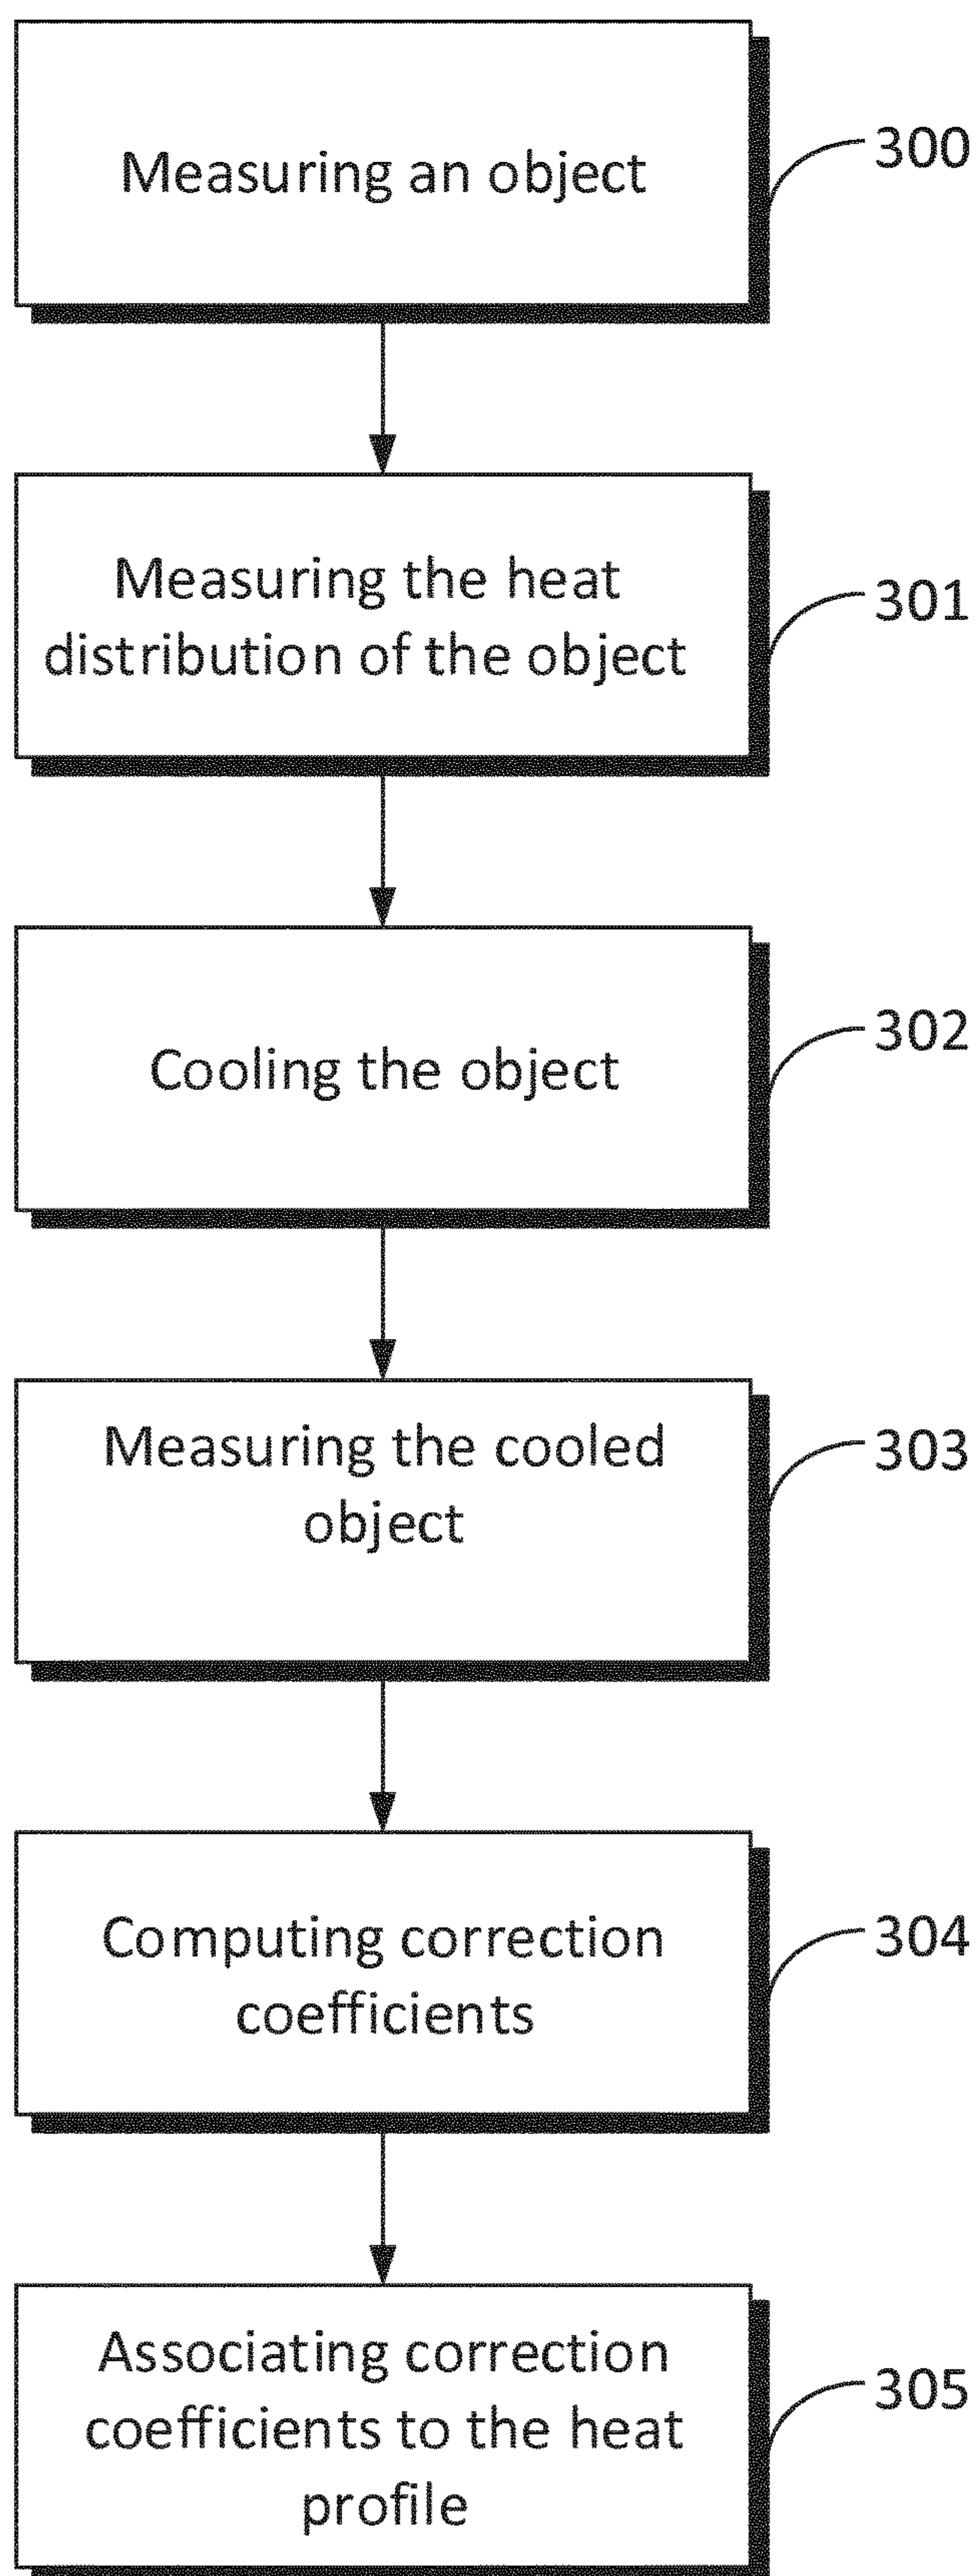 Measuring an object
300
Measuring the heat
distribution of the object
301
Cooling the object
302
Measuring the cooled
object
303
Computing correction
coefficients
304
Associating correction
coefficients to the heat
profile
305